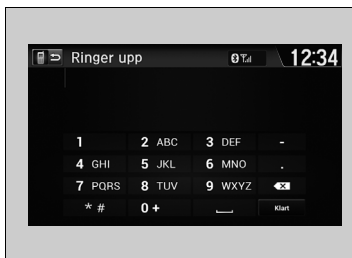 Ringer upp 12:34
1 2 ABC 3 DEF -
4 GHI 5 JKL 6 MNO .
7 PQRS 8 TUV 9 WXYZ
* # 0 + Klart